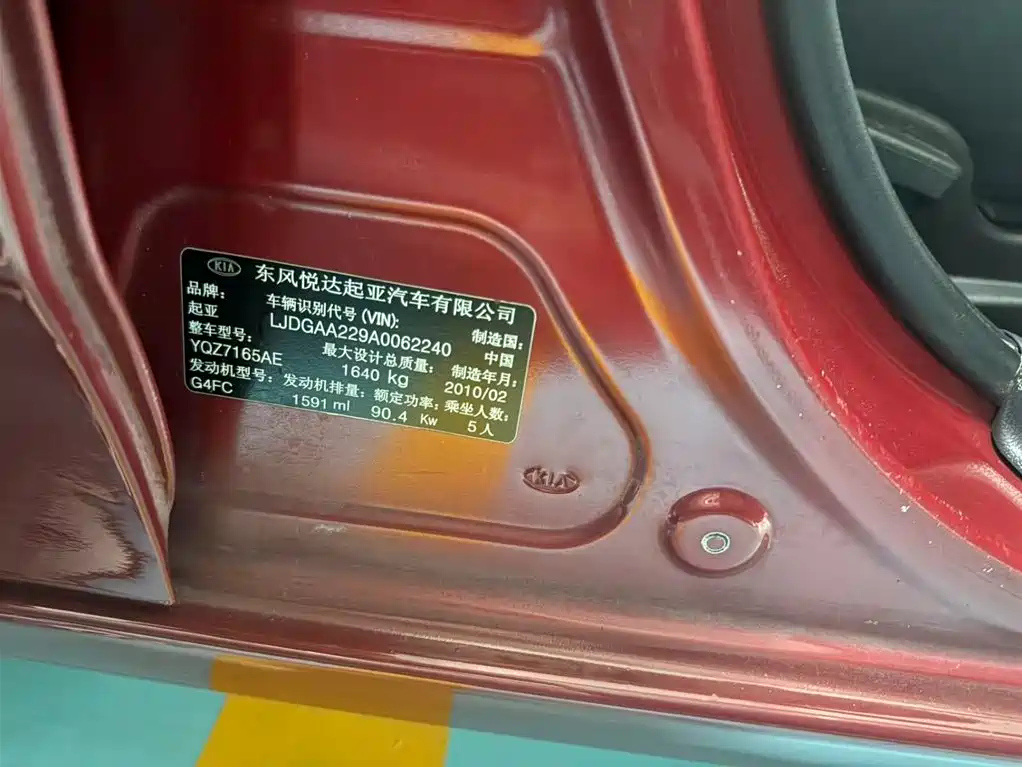 KIA 东风悦达起亚汽车有限公司
品牌: 车辆识别代号(VIN): 制造国:
起亚 LJDGAA229A0062240 中国
整车型号: 最大设计总质量: 制造年月:
YQZ7165AE 1640 kg 2010/02
发动机型号: 发动机排量: 额定功率: 乘坐人数:
G4FC 1591 ml 90.4 Kw 5人
KIA